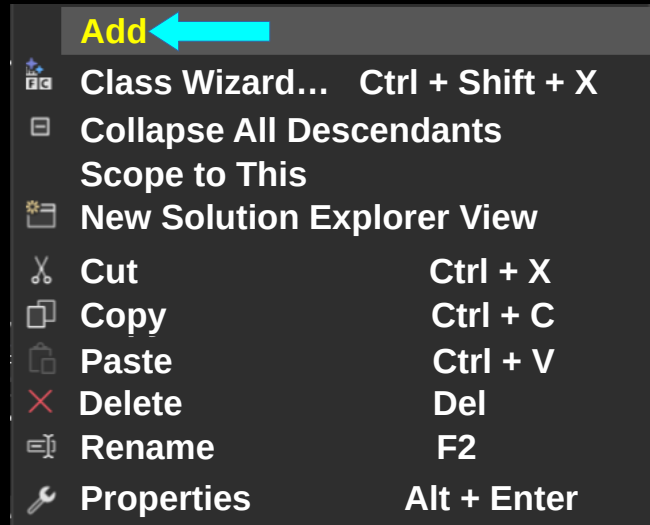 Add
Class Wizard... Ctrl + Shift + X
Collapse All Descendants
Scope to This
New Solution Explorer View
Cut Ctrl + X
Copy Ctrl + C
Paste Ctrl + V
Delete Del
Rename F2
Properties Alt + Enter